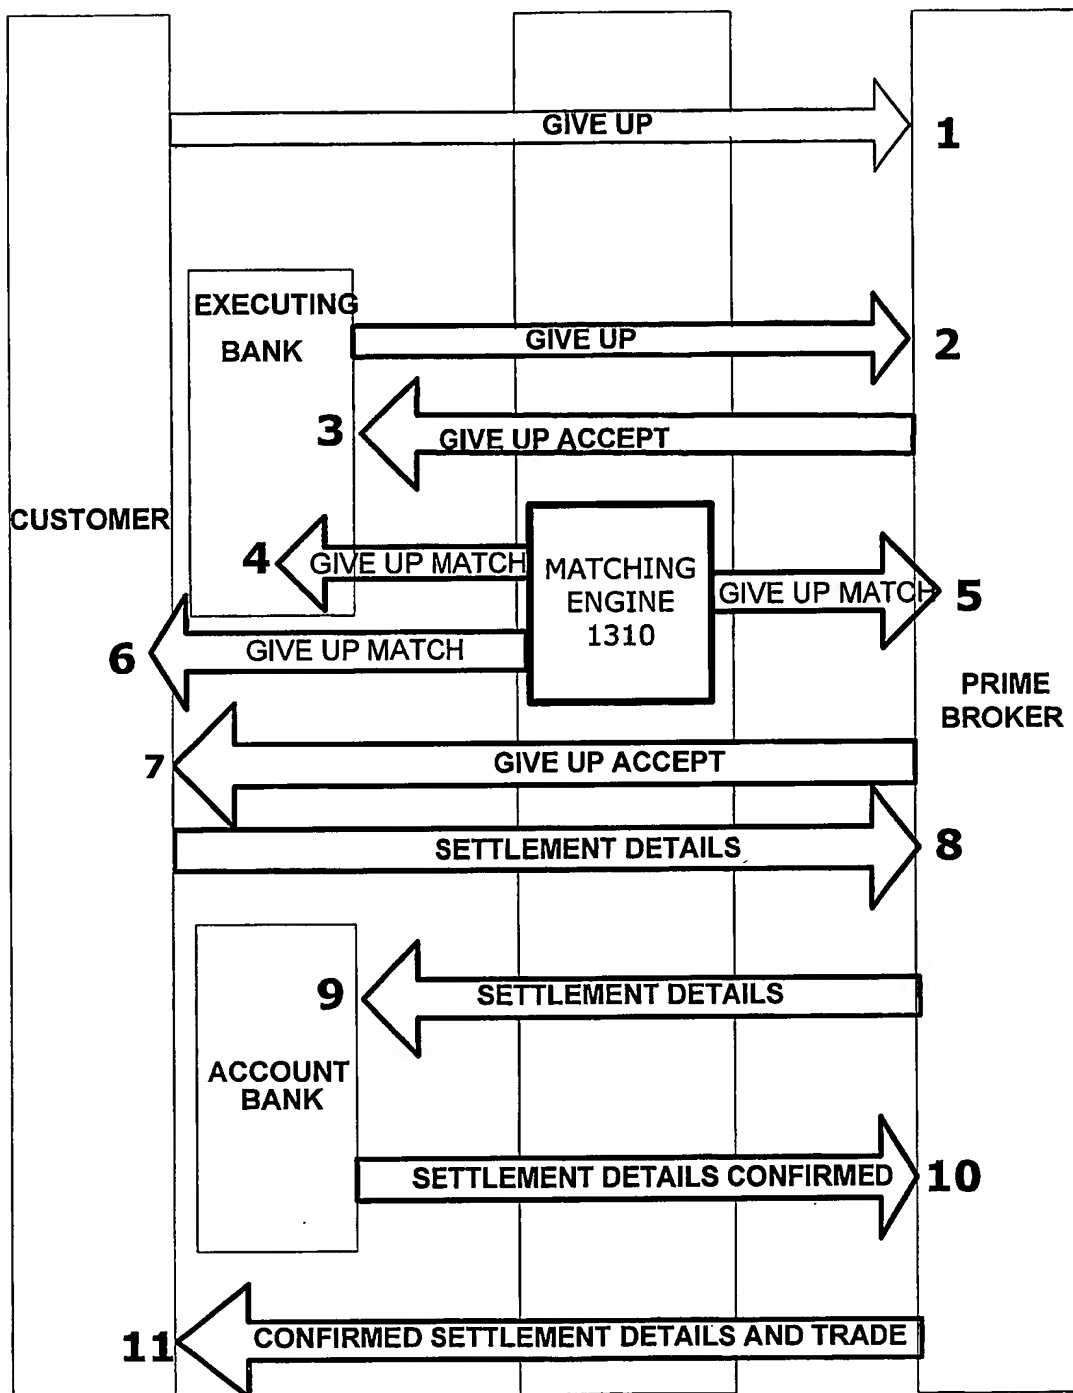 GIVE UP
1
EXECUTING
BANK
GIVE UP
2
3
GIVE UP ACCEPT
CUSTOMER
4
GIVE UP MATCH
MATCHING
ENGINE
1310
GIVE UP MATCH
5
6
GIVE UP MATCH
PRIME
BROKER
7
GIVE UP ACCEPT
SETTLEMENT DETAILS
8
9
SETTLEMENT DETAILS
ACCOUNT
BANK
SETTLEMENT DETAILS CONFIRMED
10
11
CONFIRMED SETTLEMENT DETAILS AND TRADE